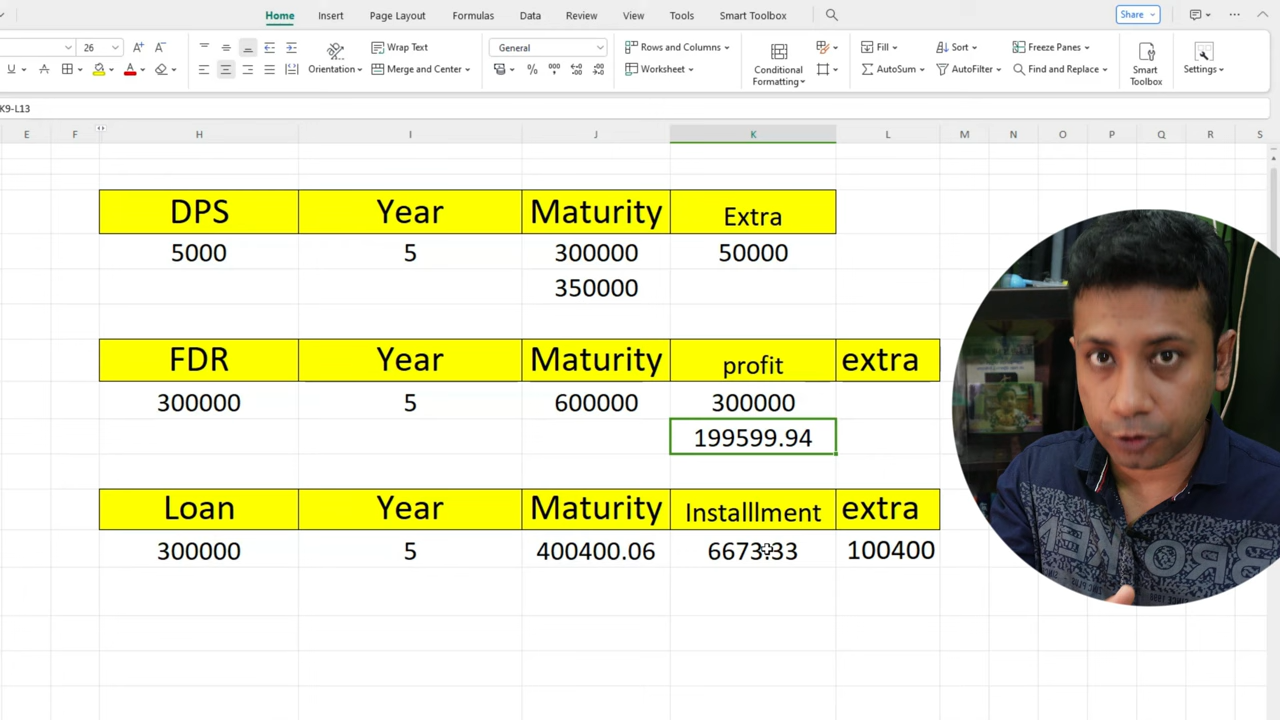 Home Insert Page Layout Formulas Data Review View Tools Smart Toolbox Share
26 Wrap Text General Rows and Columns Fill Sort Freeze Panes
Orientation Merge and Center Worksheet Conditional Formatting AutoSum AutoFilter Find and Replace Smart Toolbox Settings
K9-L13
E F H I J K L M N O P Q R S
DPS Year Maturity Extra
5000 5 300000 50000
350000
FDR Year Maturity profit extra
300000 5 600000 300000
199599.94
Loan Year Maturity Installlment extra
300000 5 400400.06 6673.33 100400